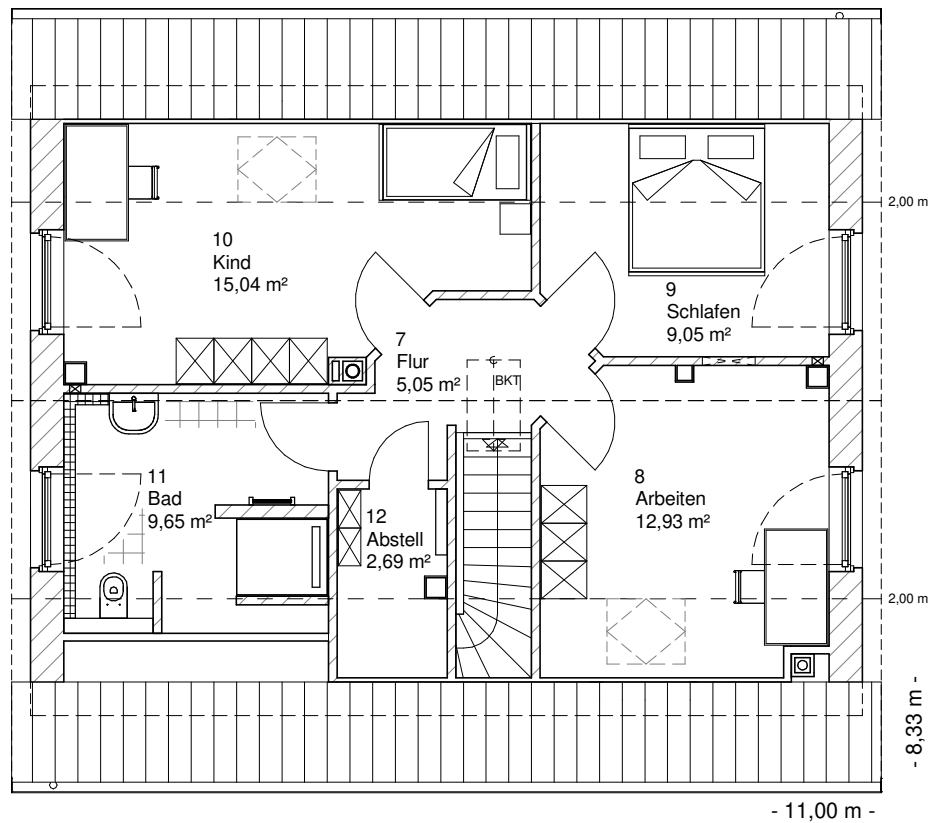 2,00 m
10
Kind
15,04 m²
9
Schlafen
9,05 m²
7
Flur
5,05 m²
BKT
11
Bad
9,65 m²
12
Abstell
2,69 m²
8
Arbeiten
12,93 m²
2,00 m
- 8,33 m -
- 11,00 m -